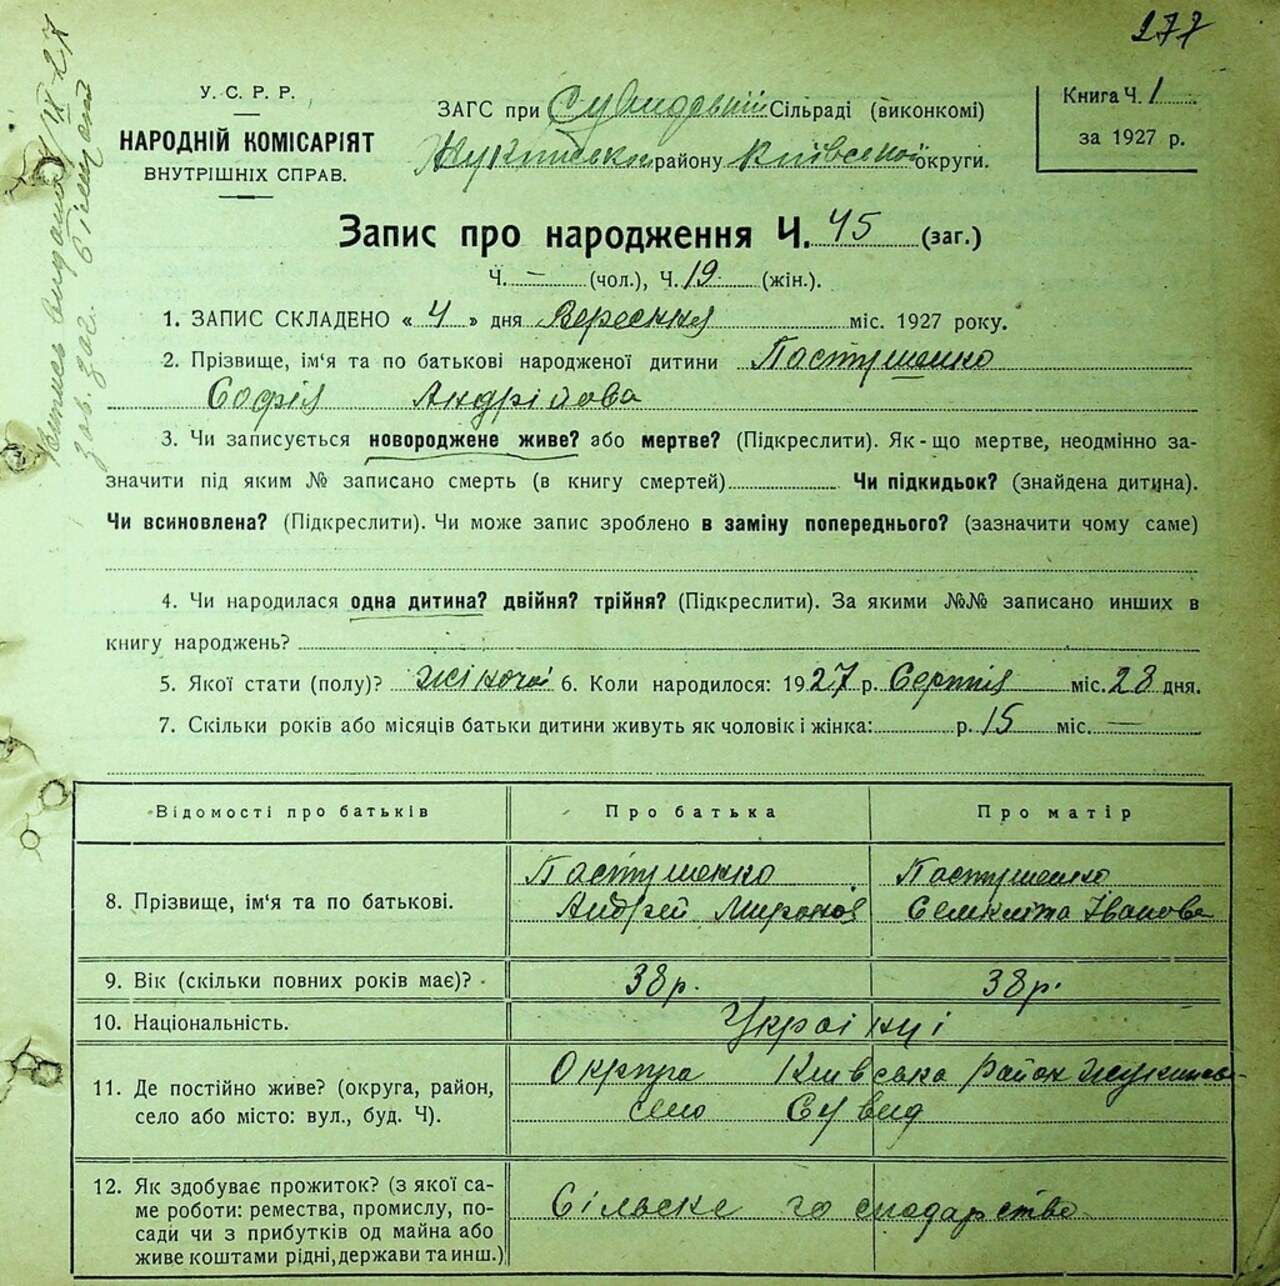 277
У. С. Р. Р.
НАРОДНІЙ КОМІСАРІЯТ
ВНУТРІШНІХ СПРАВ.
ЗАГС при Сувидській Сільраді (виконкомі)
Жукинського району Київської округи.
Книга Ч. 1
за 1927 р.
Запис про народження Ч. 45 (заг.)
Ч. — (чол.), Ч. 19 (жін.).
1. ЗАПИС СКЛАДЕНО « 4 » дня Вересня міс. 1927 року.
2. Прізвище, ім'я та по батькові народженої дитини Пастушенко
Софія Андрійова
3. Чи записується новороджене живе? або мертве? (Підкреслити). Як-що мертве, неодмінно за-
значити під яким № записано смерть (в книгу смертей) Чи підкидьок? (знайдена дитина).
Чи всиновлена? (Підкреслити). Чи може запис зроблено в заміну попереднього? (зазначити чому саме)
4. Чи народилася одна дитина? двійня? трійня? (Підкреслити). За якими №№ записано инших в
книгу народжень?
5. Якої стати (полу)? жіночої 6. Коли народилося: 1927 р. Серпня міс. 28 дня.
7. Скільки років або місяців батьки дитини живуть як чоловік і жінка: р. 15 міс. —
Відомості про батьків Про батька Про матір
8. Прізвище, ім'я та по батькові.
Пастушенко
Андрей Миронов
Пастушенко
Іванова
9. Вік (скільки повних років має)? 38 р. 38 р.
10. Національність. Українці
11. Де постійно живе? (округа, район,
село або місто: вул., буд. Ч).
Округа Київська район
село Сувид
12. Як здобуває прожиток? (з якої са-
ме роботи: ремества, промислу, по-
сади чи з прибутків од майна або
живе коштами рідні, держави та инш.)
Сільске господарство